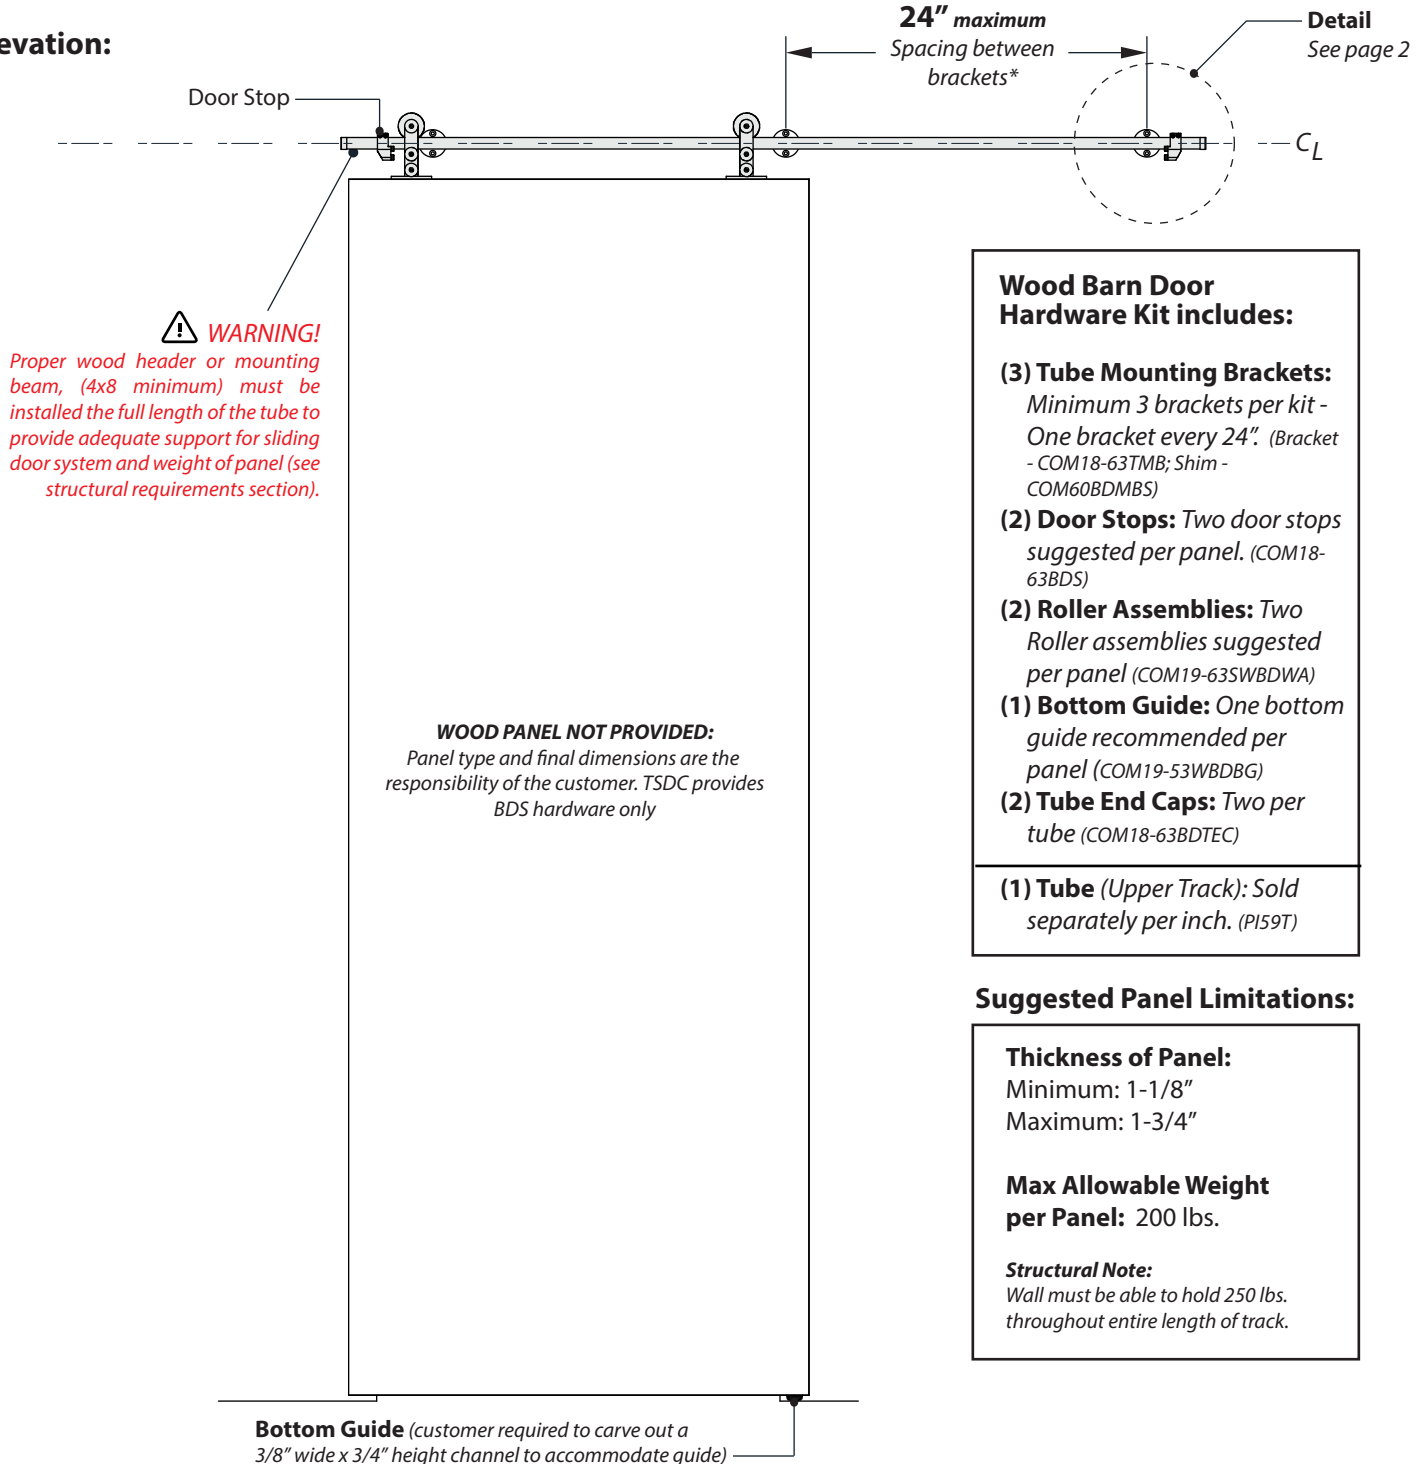 evation:
24” maximum
Spacing between
brackets*
Detail
See page 2
Door Stop
CL
WARNING!
Proper wood header or mounting
beam, (4x8 minimum) must be
installed the full length of the tube to
provide adequate support for sliding
door system and weight of panel (see
structural requirements section).
WOOD PANEL NOT PROVIDED:
Panel type and final dimensions are the
responsibility of the customer. TSDC provides
BDS hardware only
Wood Barn Door
Hardware Kit includes:
(3) Tube Mounting Brackets:
Minimum 3 brackets per kit -
One bracket every 24”. (Bracket
- COM18-63TMB; Shim -
COM60BDMBS)
(2) Door Stops: Two door stops
suggested per panel. (COM18-
63BDS)
(2) Roller Assemblies: Two
Roller assemblies suggested
per panel (COM19-63SWBDWA)
(1) Bottom Guide: One bottom
guide recommended per
panel (COM19-53WBDBG)
(2) Tube End Caps: Two per
tube (COM18-63BDTEC)
(1) Tube (Upper Track): Sold
separately per inch. (PI59T)
Suggested Panel Limitations:
Thickness of Panel:
Minimum: 1-1/8”
Maximum: 1-3/4”
Max Allowable Weight
per Panel: 200 lbs.
Structural Note:
Wall must be able to hold 250 lbs.
throughout entire length of track.
Bottom Guide (customer required to carve out a
3/8” wide x 3/4” height channel to accommodate guide)